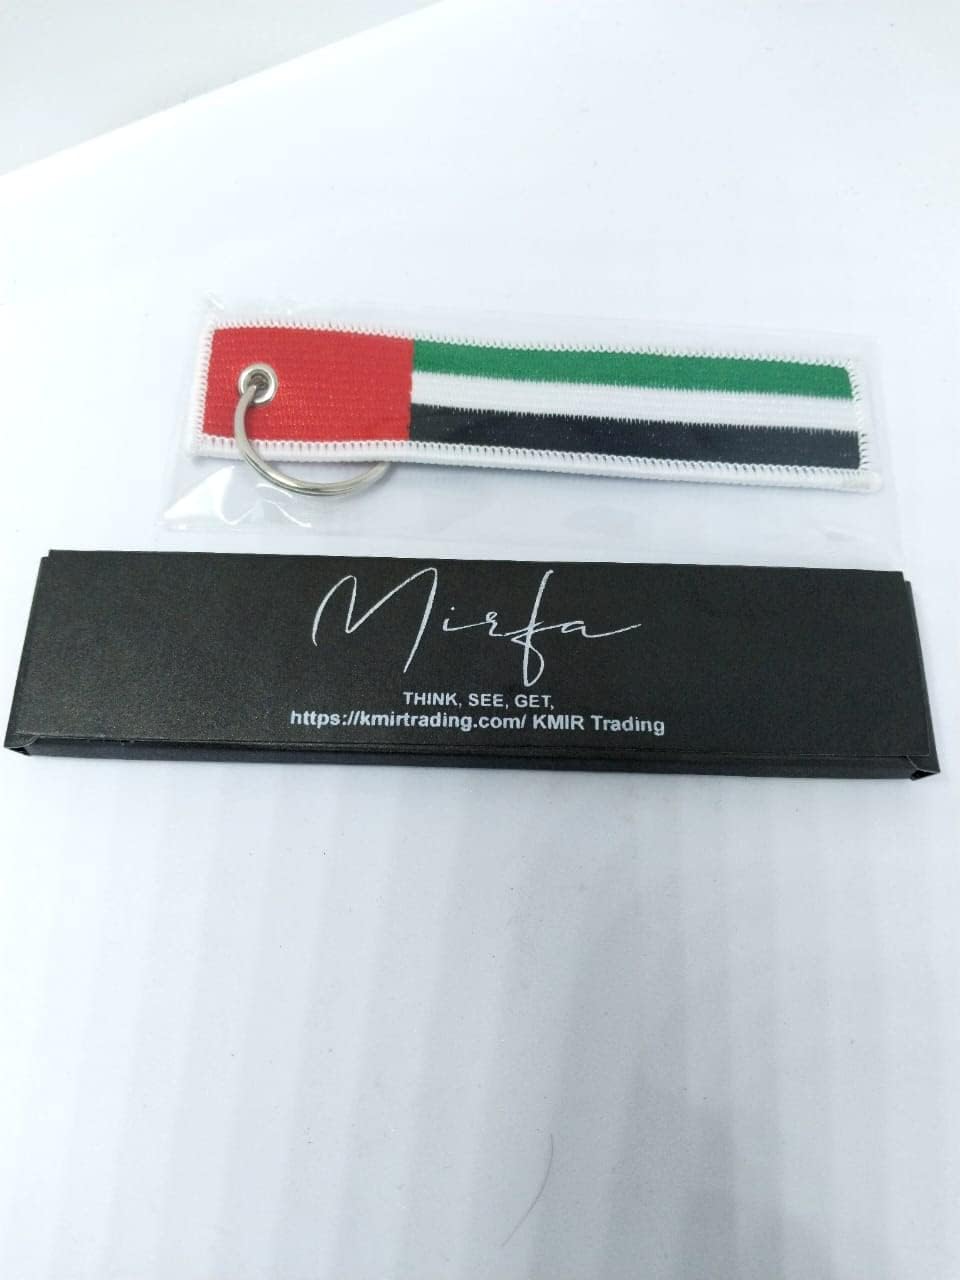 Mirfa
THINK, SEE, GET,
https://kmirtrading.com/ KMIR Trading